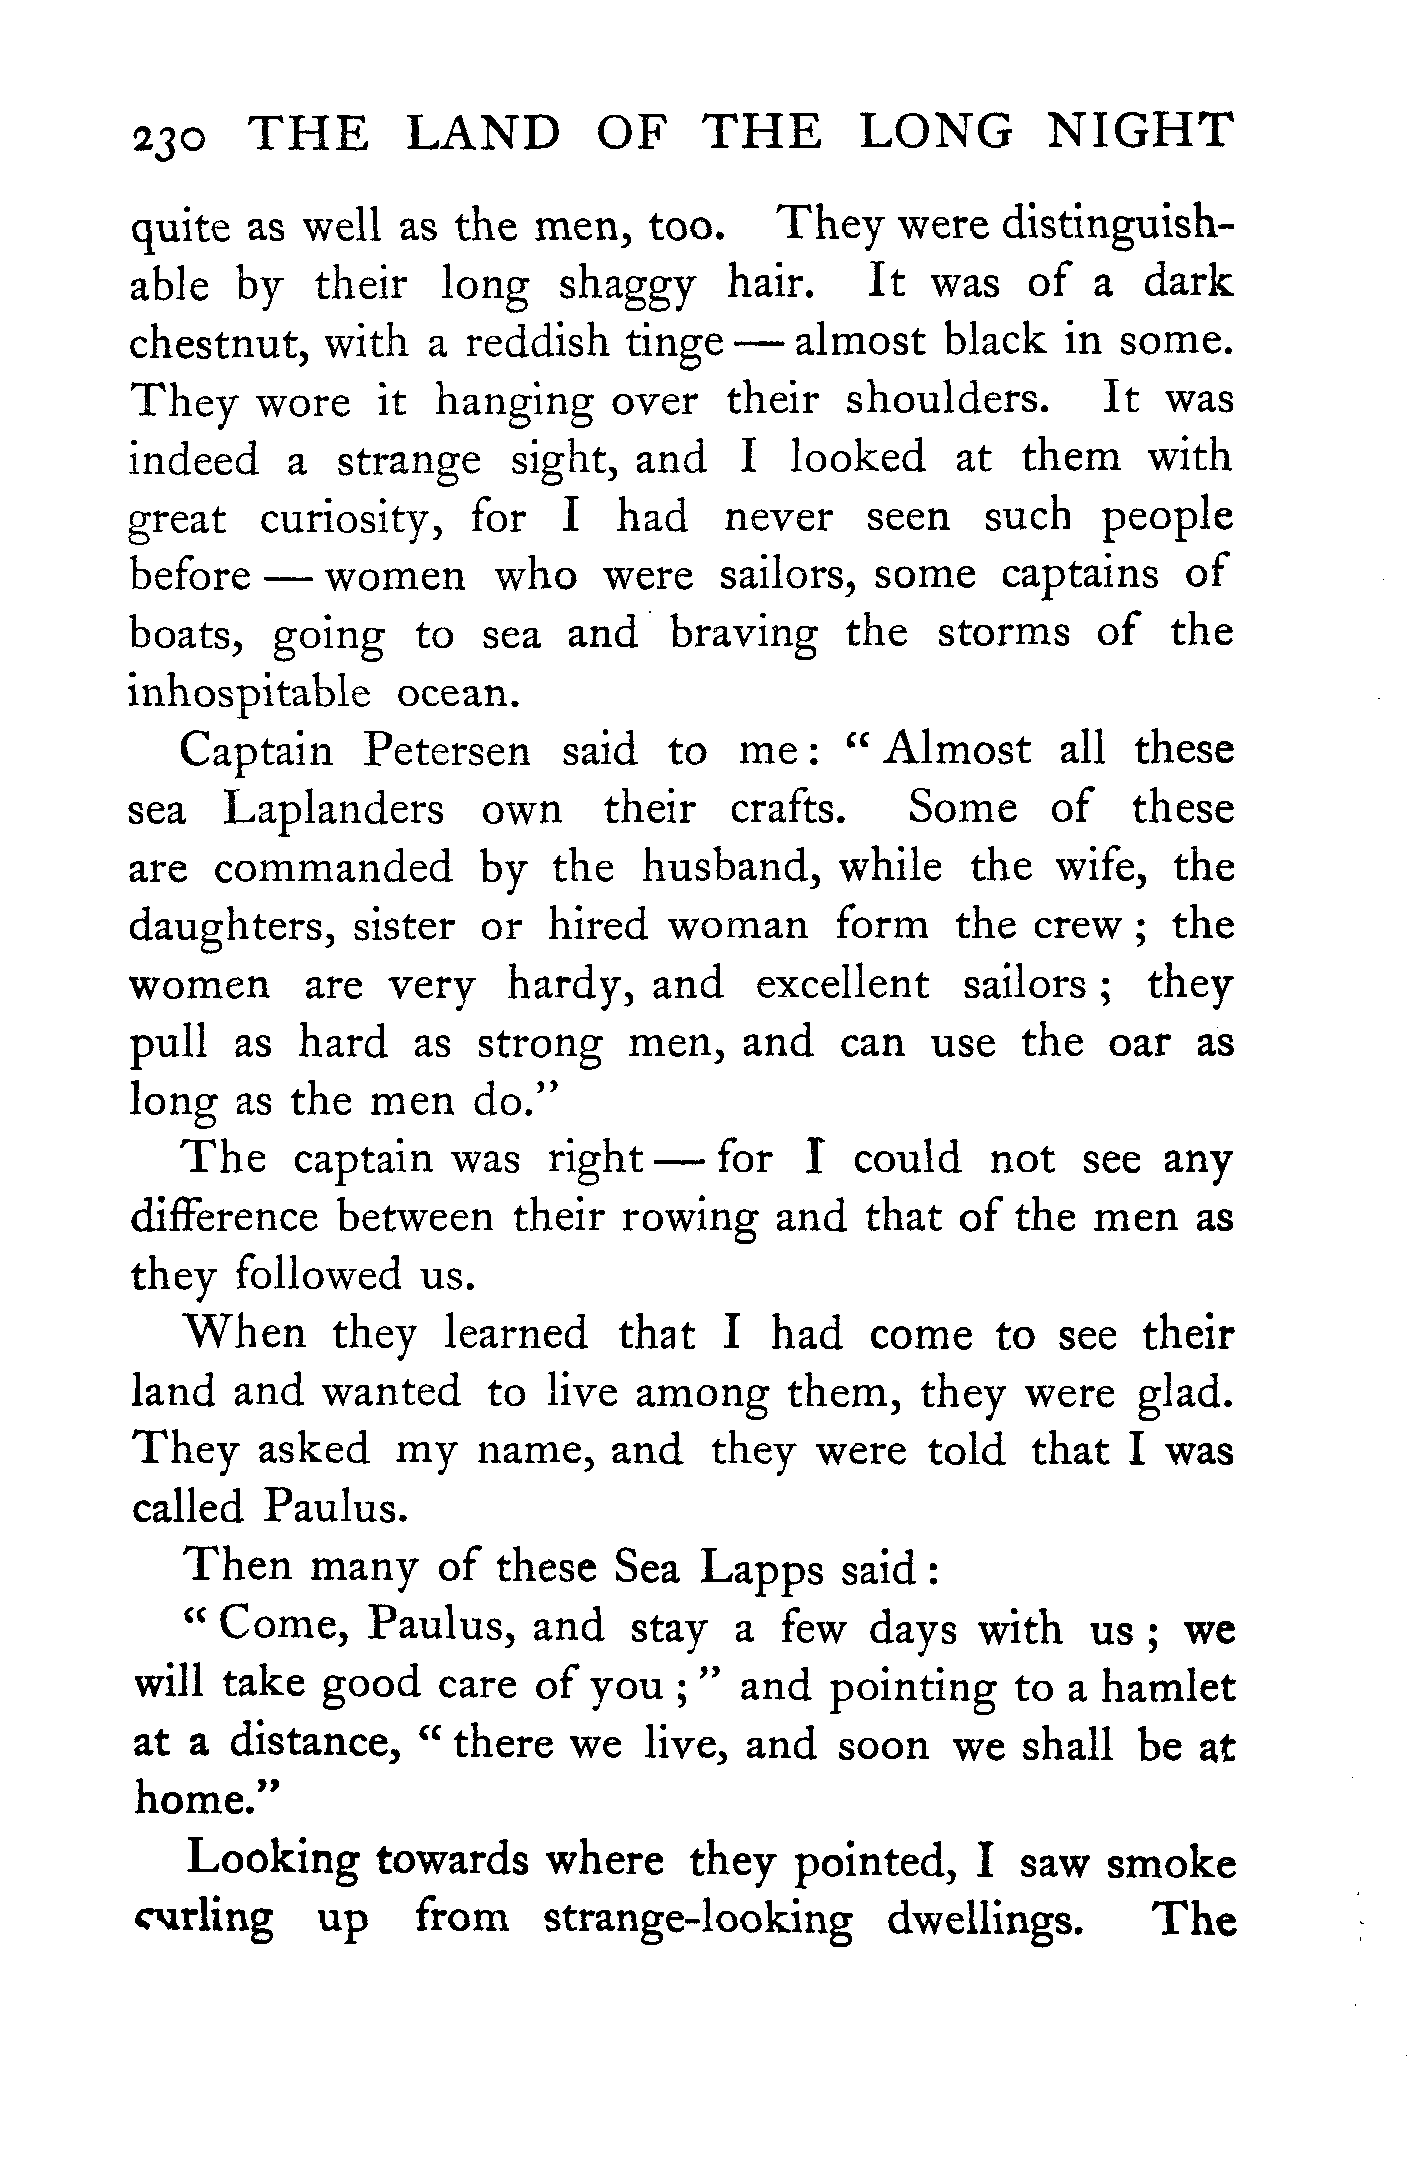 230 THE LAND OF THE LONG NIGHT
quite as well as the men, too. They were distinguish-
able by their long shaggy hair. It was of a dark
chestnut, with a reddish tinge — almost black in some.
They wore it hanging over their shoulders. It was
indeed a strange sight, and I looked at them with
great curiosity, for I had never seen such people
before — women who were sailors, some captains of
boats, going to sea and braving the storms of the
inhospitable ocean.
Captain Petersen said to me: “Almost all these
sea Laplanders own their crafts. Some of these
are commanded by the husband, while the wife, the
daughters, sister or hired woman form the crew; the
women are very hardy, and excellent sailors; they
pull as hard as strong men, and can use the oar as
long as the men do.”
The captain was right — for I could not see any
difference between their rowing and that of the men as
they followed us.
When they learned that I had come to see their
land and wanted to live among them, they were glad.
They asked my name, and they were told that I was
called Paulus.
Then many of these Sea Lapps said:
“Come, Paulus, and stay a few days with us; we
will take good care of you;” and pointing to a hamlet
at a distance, “there we live, and soon we shall be at
home.”
Looking towards where they pointed, I saw smoke
curling up from strange-looking dwellings. The